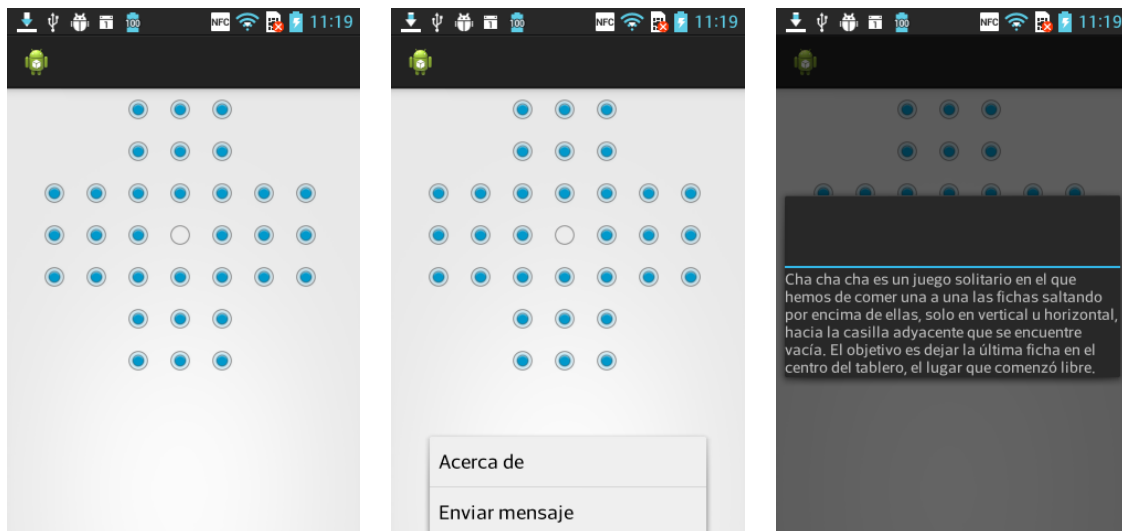 NFC 11:19
1 100
NFC 11:19
1 100
NFC 11:19
1 100
Acerca de
Enviar mensaje
Cha cha cha es un juego solitario en el que
hemos de comer una a una las fichas saltando
por encima de ellas, solo en vertical u horizontal,
hacia la casilla adyacente que se encuentre
vacía. El objetivo es dejar la última ficha en el
centro del tablero, el lugar que comenzó libre.